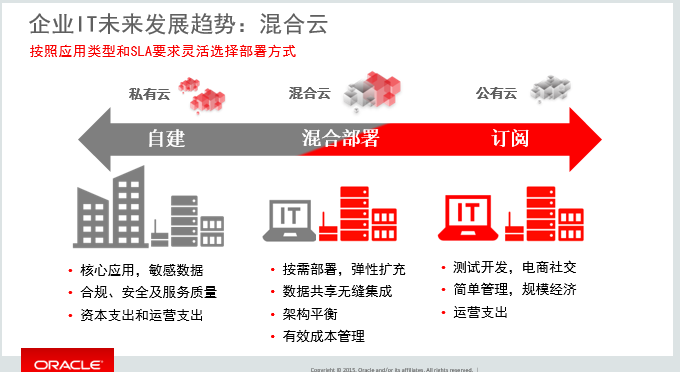 企业IT未来发展趋势：混合云
按照应用类型和SLA要求灵活选择部署方式
私有云
混合云
公有云
自建
混合部署
订阅
IT
IT
• 核心应用，敏感数据
• 合规、安全及服务质量
• 资本支出和运营支出
• 按需部署，弹性扩充
• 数据共享无缝集成
• 架构平衡
• 有效成本管理
• 测试开发，电商社交
• 简单管理，规模经济
• 运营支出
ORACLE
Copyright © 2015, Oracle and/or its affiliates. All rights reserved. |